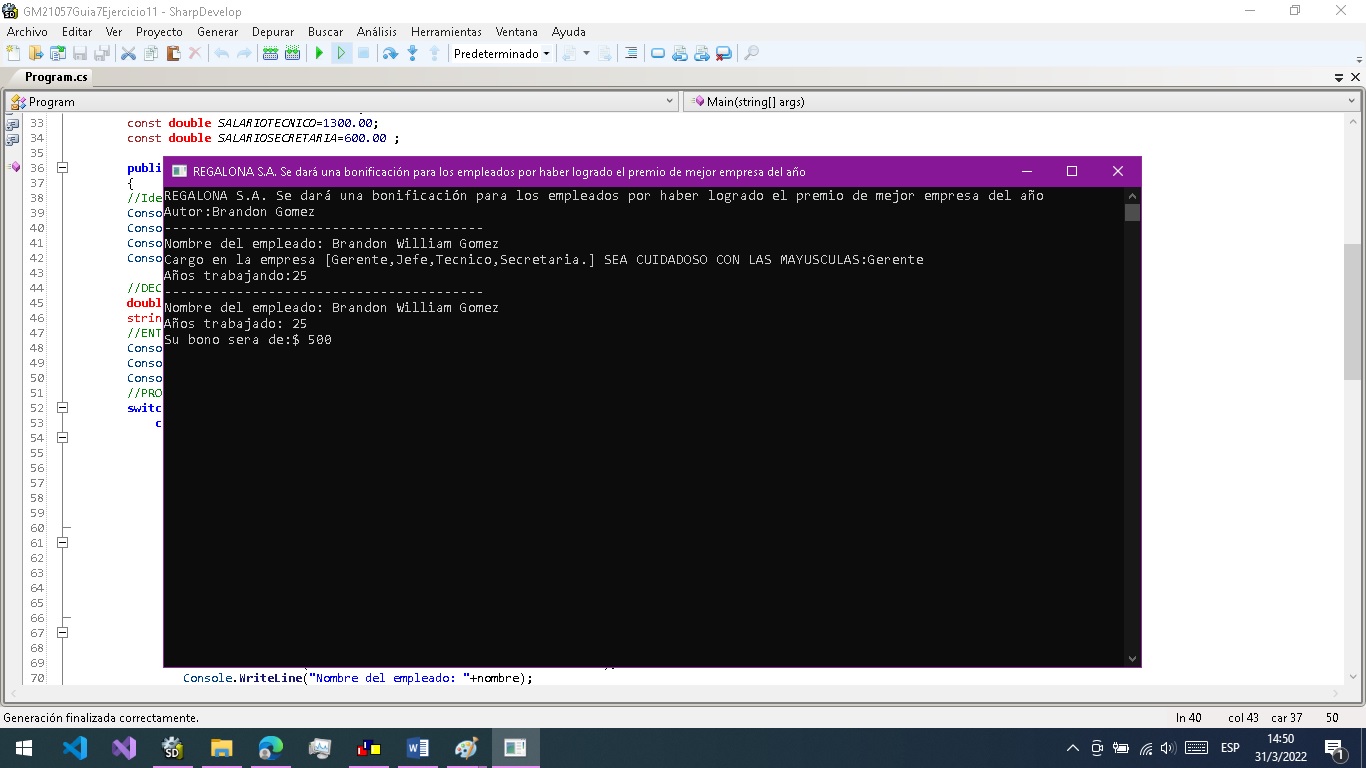 GM21057Guia7Ejercicio11 - SharpDevelop
Archivo Editar Ver Proyecto Generar Depurar Buscar Análisis Herramientas Ventana Ayuda
Predeterminado
Program.cs
Program
Main(string[] args)
33 const double SALARIOTECNICO=1300.00;
34 const double SALARIOSECRETARIA=600.00 ;
35
36 publi
37 {
38 //Ide
39 Conso
40 Conso
41 Conso
42 Conso
43
44 //DEC
45 doubl
46 strin
47 //ENT
48 Conso
49 Conso
50 Conso
51 //PRO
52 switc
53 c
54
55
56
57
58
59
60
61
62
63
64
65
66
67
68
69
70 Console.WriteLine("Nombre del empleado: "+nombre);
REGALONA S.A. Se dará una bonificación para los empleados por haber logrado el premio de mejor empresa del año
REGALONA S.A. Se dará una bonificación para los empleados por haber logrado el premio de mejor empresa del año
Autor:Brandon Gomez
----------------------------------------
Nombre del empleado: Brandon William Gomez
Cargo en la empresa [Gerente,Jefe,Tecnico,Secretaria.] SEA CUIDADOSO CON LAS MAYUSCULAS:Gerente
Años trabajando:25
----------------------------------------
Nombre del empleado: Brandon William Gomez
Años trabajado: 25
Su bono sera de:$ 500
Generación finalizada correctamente.
ln 40 col 43 car 37 50
SD
W
ESP
14:50
31/3/2022
1